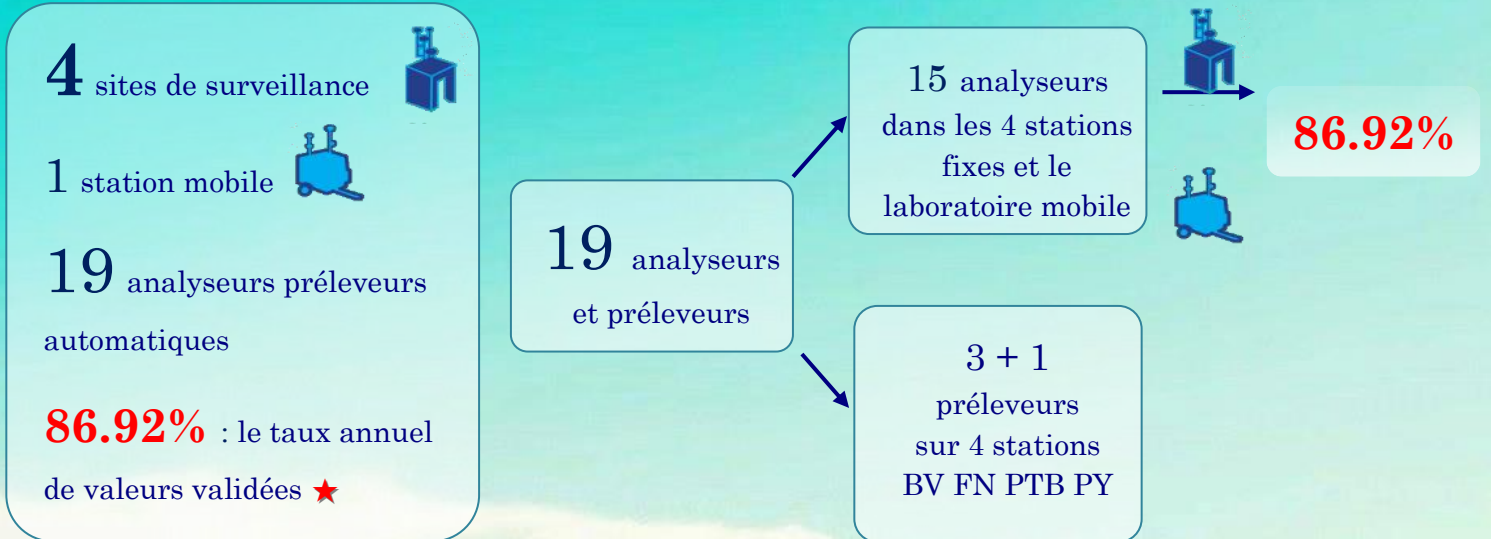 4 sites de surveillance
1 station mobile
19 analyseurs préleveurs
automatiques
86.92% : le taux annuel
de valeurs validées ★
19 analyseurs
et préleveurs
15 analyseurs
dans les 4 stations
fixes et le
laboratoire mobile
86.92%
3 + 1
préleveurs
sur 4 stations
BV FN PTB PY